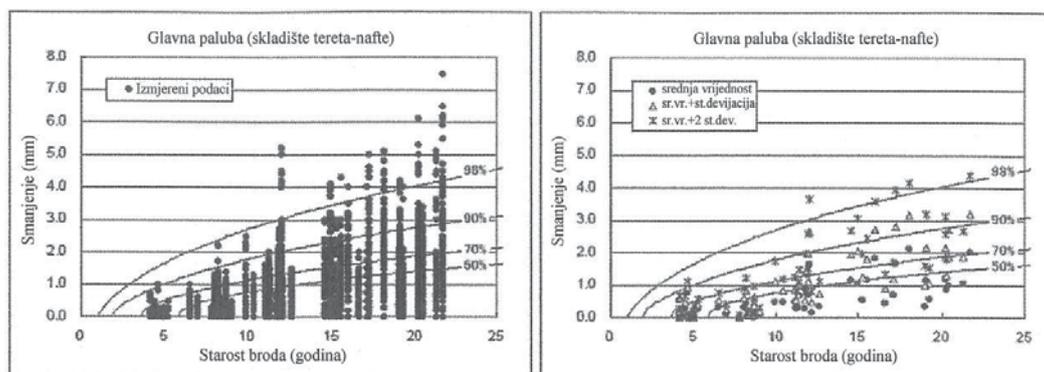 Glavna paluba (skladište tereta-nafte)
8.0
7.0
6.0
5.0
4.0
3.0
2.0
1.0
0.0
Smanjenje (mm)
Izmjereni podaci
98%
90%
70%
50%
0 5 10 15 20 25
Starost broda (godina)
Glavna paluba (skladište tereta-nafte)
8.0
7.0
6.0
5.0
4.0
3.0
2.0
1.0
0.0
Smanjenje (mm)
srednja vrijednost
sr.vr.+st.devijacija
sr.vr.+2 st.dev.
98%
90%
70%
50%
0 5 10 15 20 25
Starost broda (godina)